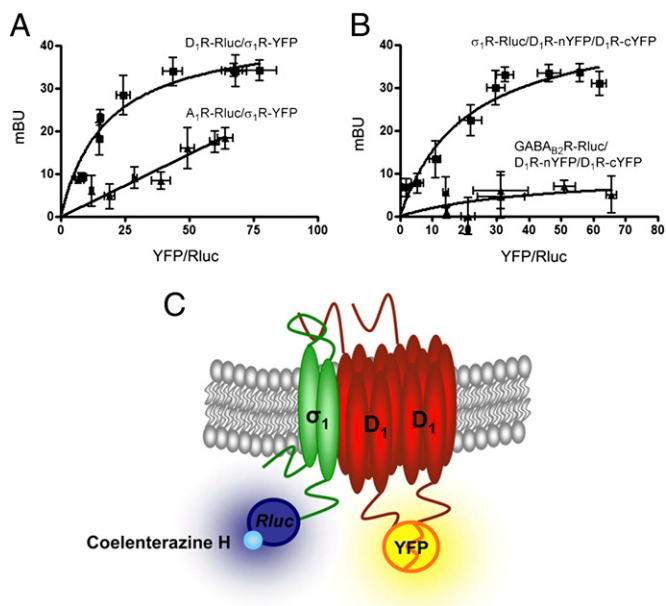 A
D₁R-Rluc/σ₁R-YFP
A₁R-Rluc/σ₁R-YFP
mBU
40
30
20
10
0
0
25
50
75
100
YFP/Rluc
B
σ₁R-Rluc/D₁R-nYFP/D₁R-cYFP
GABA_B2R-Rluc/
D₁R-nYFP/D₁R-cYFP
mBU
40
30
20
10
0
0
10
20
30
40
50
60
70
80
YFP/Rluc
C
σ₁
D₁
D₁
Rluc
Coelenterazine H
YFP